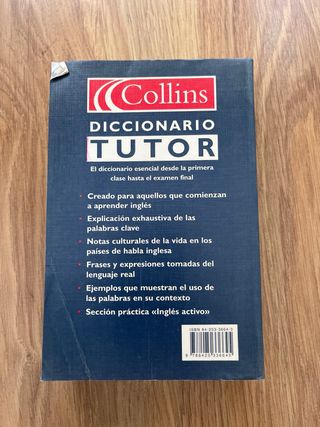 Collins
DICCIONARIO
TUTOR
El diccionario esencial desde la primera
clase hasta el examen final
• Creado para aquellos que comienzan
a aprender inglés
• Explicación exhaustiva de las
palabras clave
• Notas culturales de la vida en los
países de habla inglesa
• Frases y expresiones tomadas del
lenguaje real
• Ejemplos que muestran el uso de
las palabras en su contexto
• Sección práctica «Inglés activo»